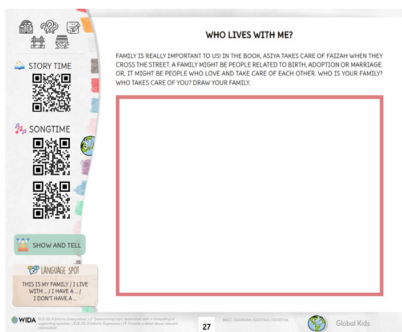 WHO LIVES WITH ME?
FAMILY IS REALLY IMPORTANT TO US! IN THE BOOK, ASIYA TAKES CARE OF FAIZAH WHEN THEY
CROSS THE STREET. A FAMILY MIGHT BE PEOPLE RELATED TO BIRTH, ADOPTION OR MARRIAGE.
OR, IT MIGHT BE PEOPLE WHO LOVE AND TAKE CARE OF EACH OTHER. WHO IS YOUR FAMILY?
WHO TAKES CARE OF YOU? DRAW YOUR FAMILY.
STORY TIME
SONGTIME
SHOW AND TELL
LANGUAGE SPOT
THIS IS MY FAMILY / I LIVE
WITH ... / I HAVE A ... /
I DON'T HAVE A ...
WIDA
27
Global Kids